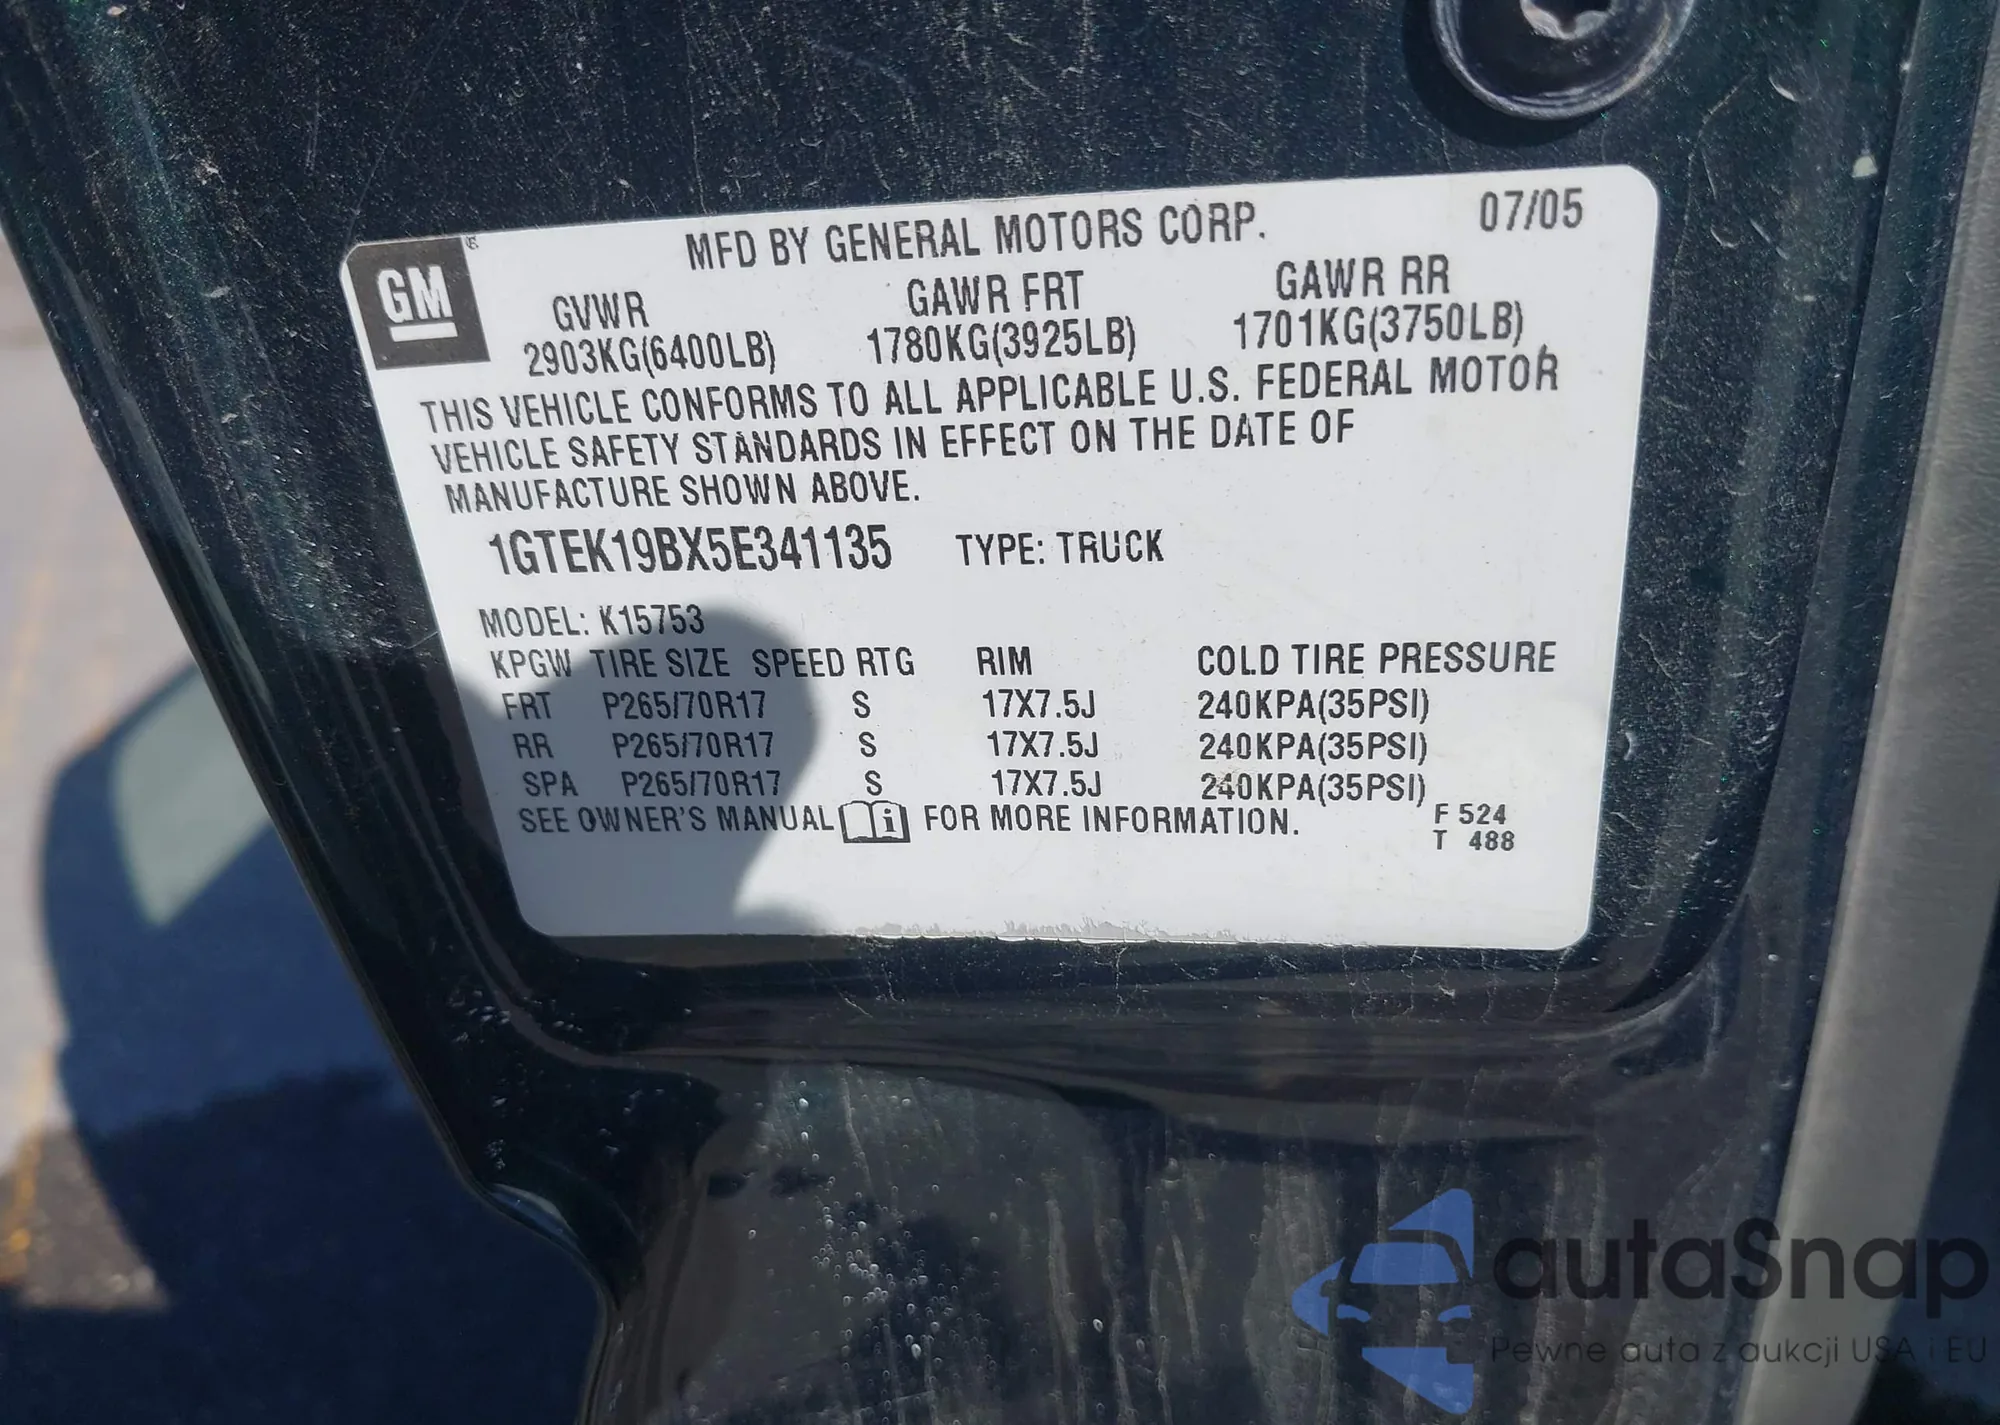 MFD BY GENERAL MOTORS CORP. 07/05
GM
GVWR GAWR FRT GAWR RR
2903KG(6400LB) 1780KG(3925LB) 1701KG(3750LB)
THIS VEHICLE CONFORMS TO ALL APPLICABLE U.S. FEDERAL MOTOR
VEHICLE SAFETY STANDARDS IN EFFECT ON THE DATE OF
MANUFACTURE SHOWN ABOVE.
1GTEK19BX5E341135 TYPE: TRUCK
MODEL: K15753
KPGW TIRE SIZE SPEED RTG RIM COLD TIRE PRESSURE
FRT P265/70R17 S 17X7.5J 240KPA(35PSI)
RR P265/70R17 S 17X7.5J 240KPA(35PSI)
SPA P265/70R17 S 17X7.5J 240KPA(35PSI)
SEE OWNER'S MANUAL i FOR MORE INFORMATION.
F 524
T 488
autaSnap
Pewne auta z aukcji USA i EU